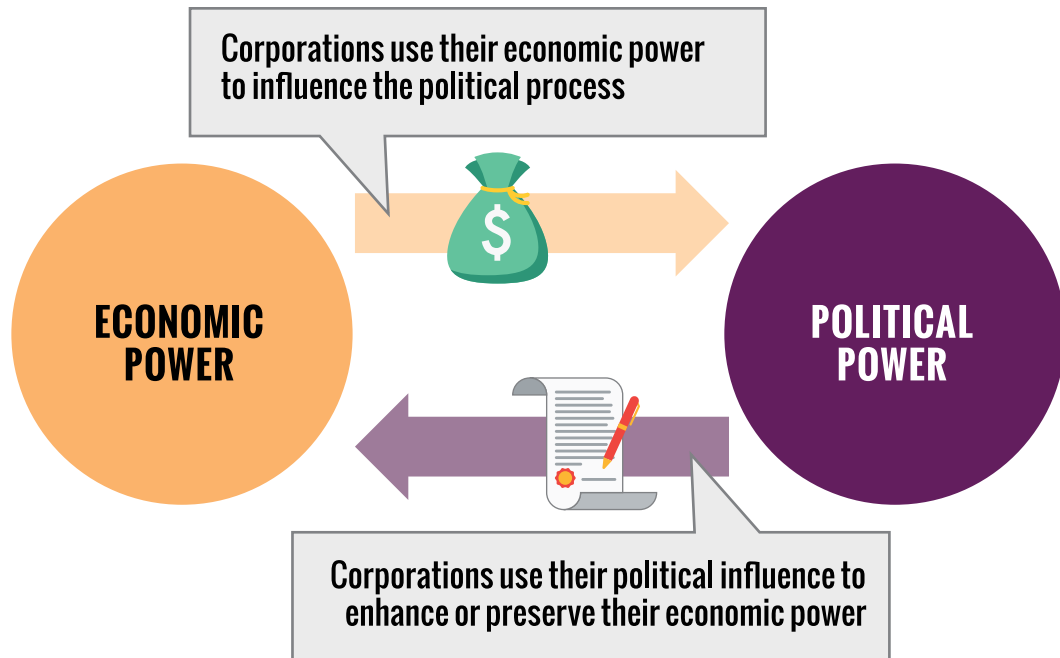 Corporations use their economic power
to influence the political process
$
ECONOMIC
POWER
POLITICAL
POWER
Corporations use their political influence to
enhance or preserve their economic power